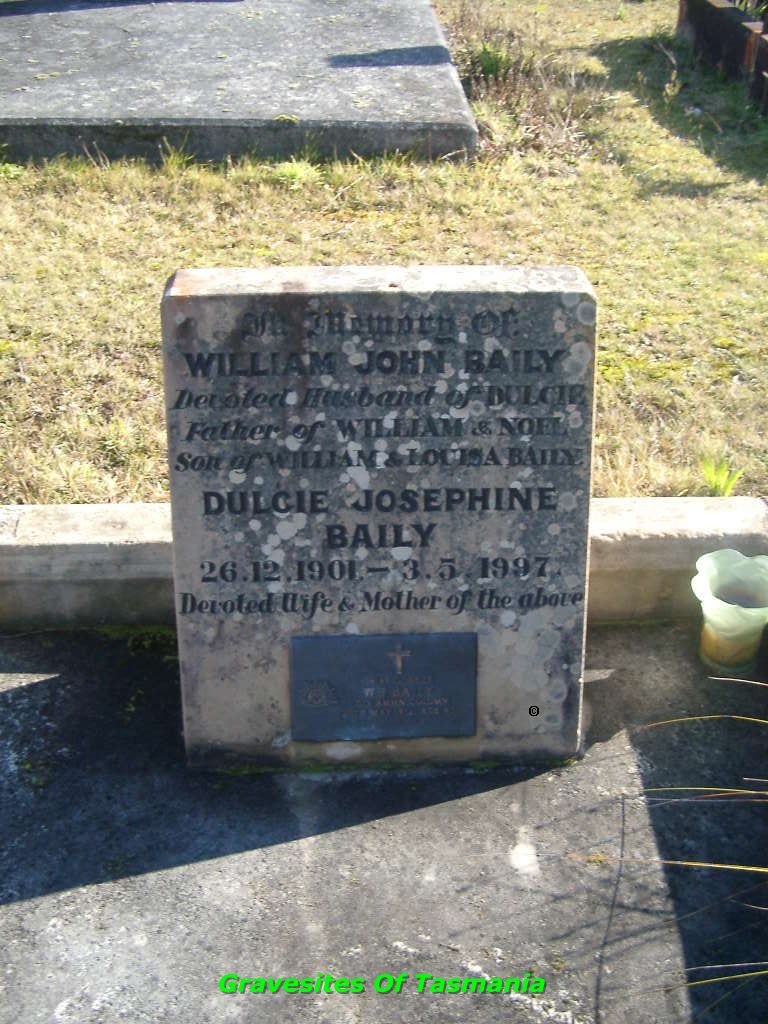 In Memory Of
WILLIAM JOHN BAILY
Devoted Husband of DULCIE
Father of WILLIAM & NOEL
Son of WILLIAM & LOUISA BAILY
DULCIE JOSEPHINE
BAILY
26.12.1901 – 3.5.1997.
Devoted Wife & Mother of the above
BAILY
©
Gravesites Of Tasmania